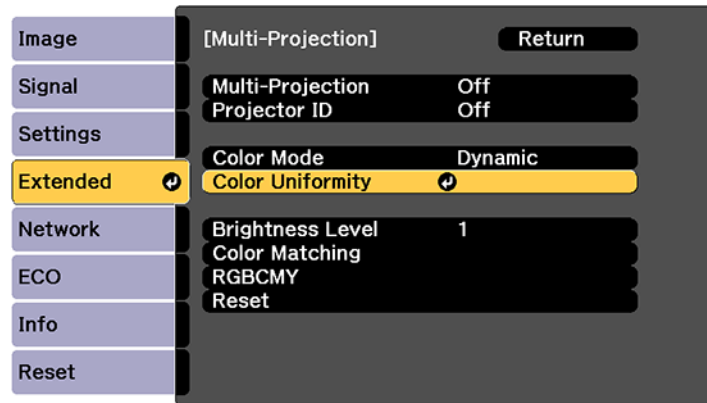 Image
Signal
Settings
Extended
Network
ECO
Info
Reset
[Multi-Projection] Return
Multi-Projection Off
Projector ID Off
Color Mode Dynamic
Color Uniformity
Brightness Level 1
Color Matching
RGBCMY
Reset